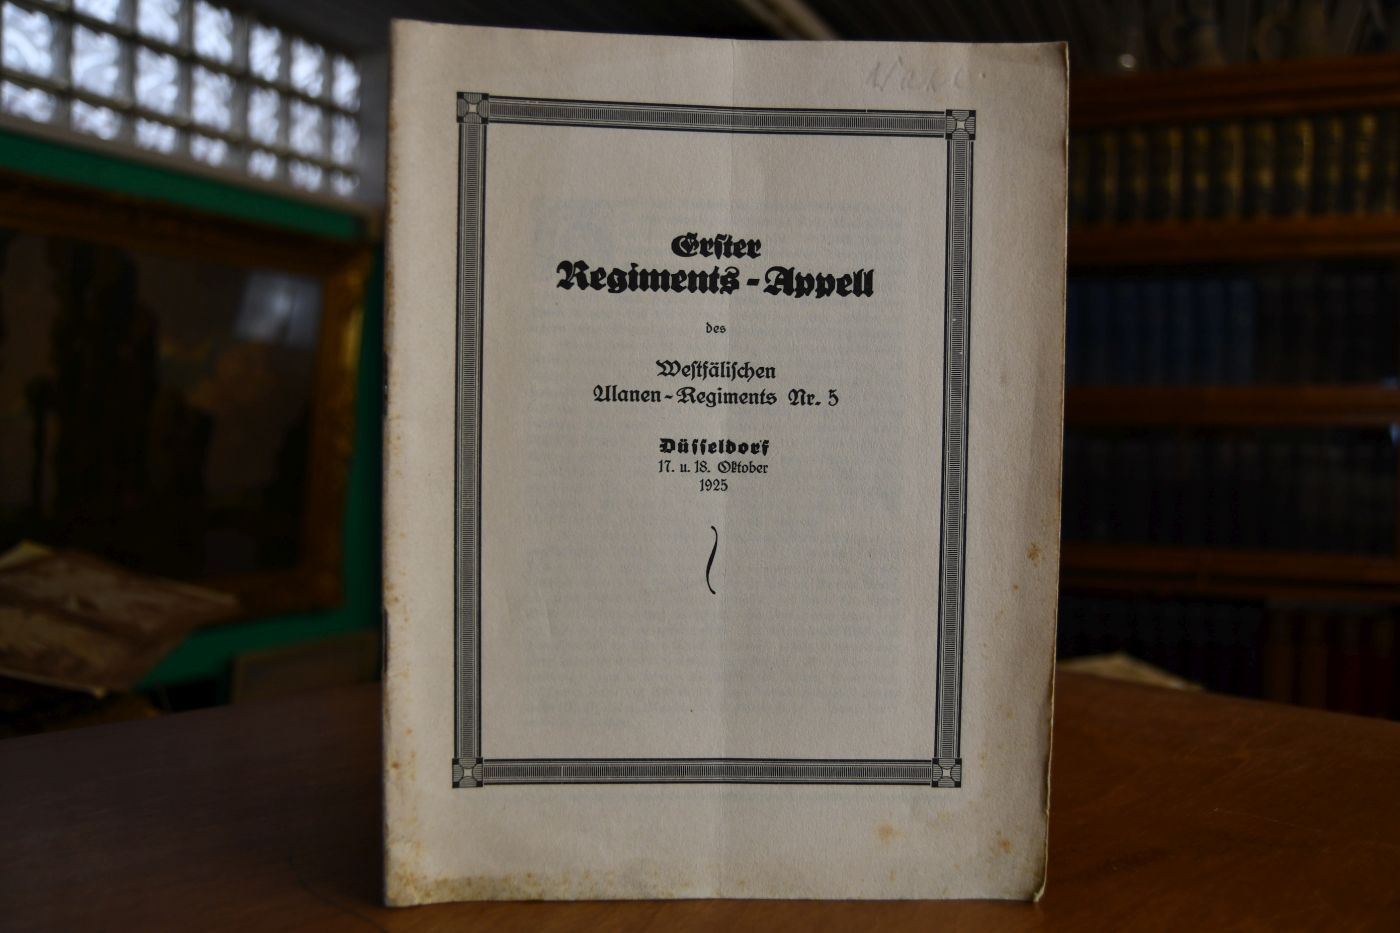 Erſter
Regiments-Appell
des
Weſtfäliſchen
Ulanen-Regiments Nr. 5
Düſſeldorf
17. u. 18. Oktober
1925